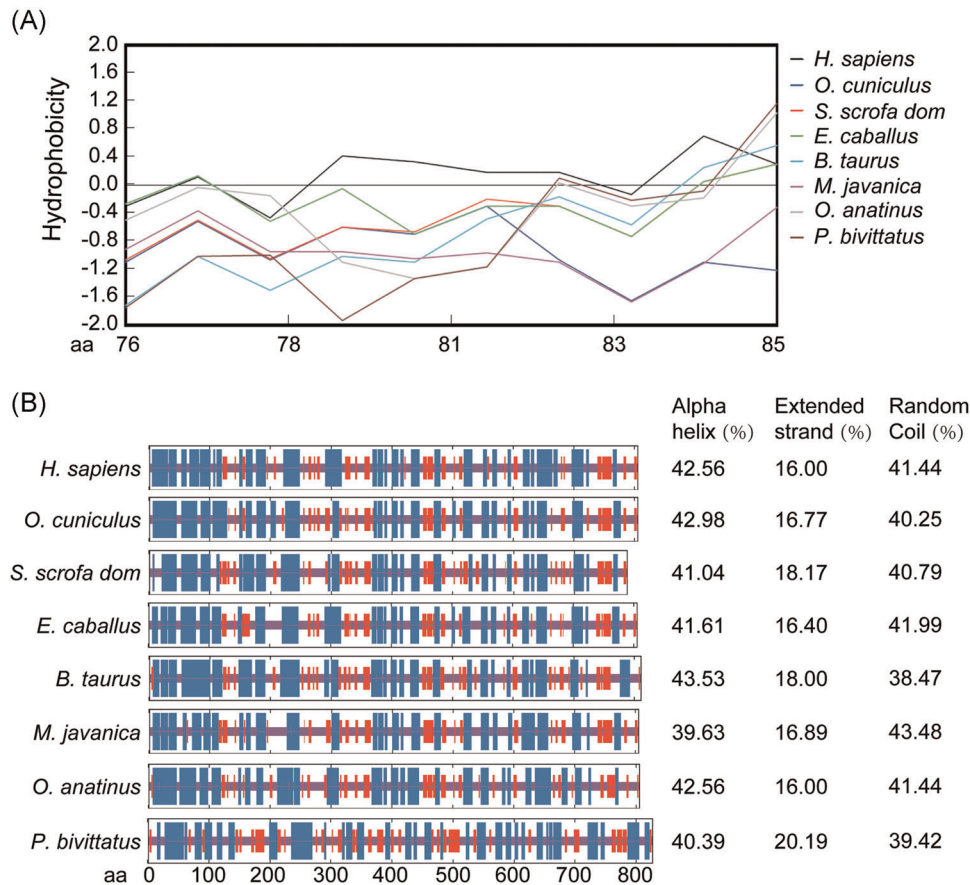 (A)
2.0
1.6
1.2
0.8
0.4
0.0
-0.4
-0.8
-1.2
-1.6
-2.0
Hydrophobicity
aa
76
78
81
83
85
H. sapiens
O. cuniculus
S. scrofa dom
E. caballus
B. taurus
M. javanica
O. anatinus
P. bivittatus
(B)
Alpha helix (%)
Extended strand (%)
Random Coil (%)
H. sapiens 42.56 16.00 41.44
O. cuniculus 42.98 16.77 40.25
S. scrofa dom 41.04 18.17 40.79
E. caballus 41.61 16.40 41.99
B. taurus 43.53 18.00 38.47
M. javanica 39.63 16.89 43.48
O. anatinus 42.56 16.00 41.44
P. bivittatus 40.39 20.19 39.42
aa 0 100 200 300 400 500 600 700 800